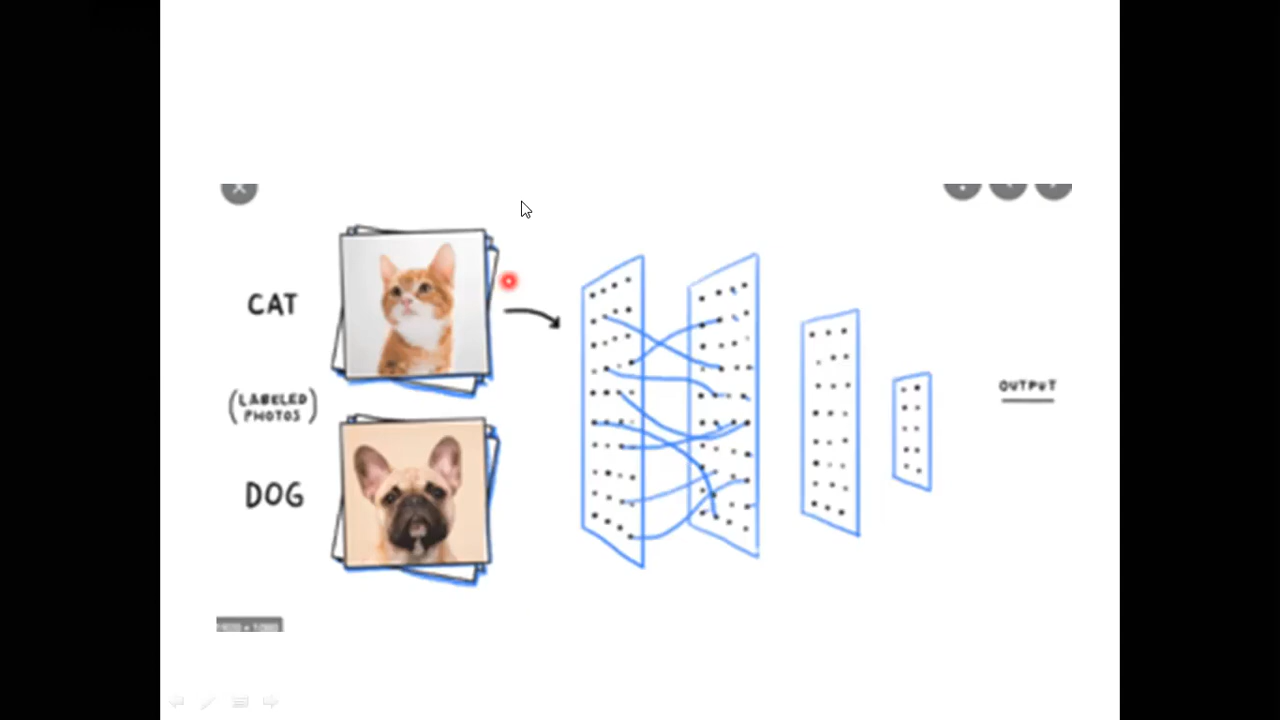 CAT
(LABELED
PHOTOS)
DOG
OUTPUT